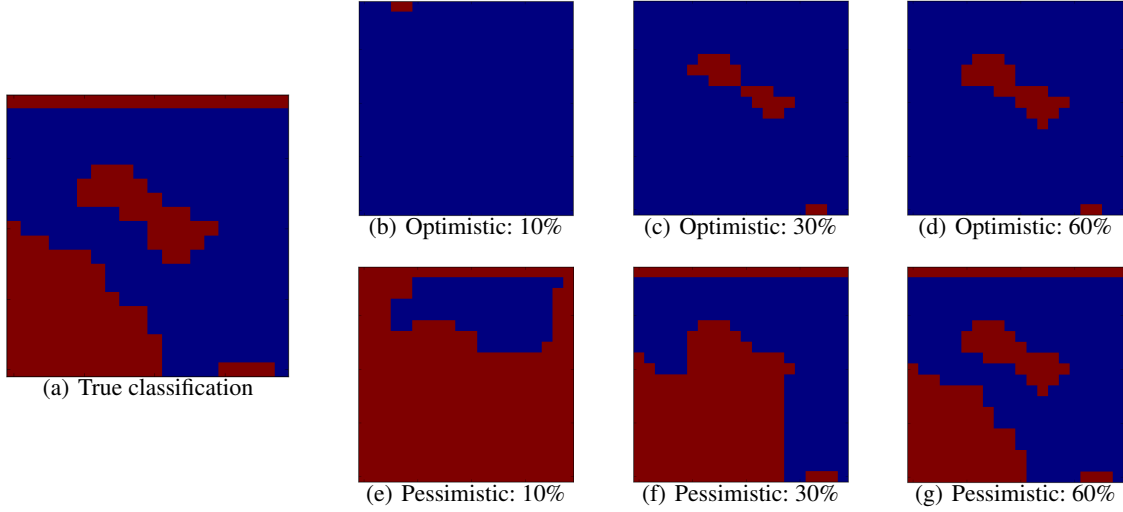 (b) Optimistic: 10%
(c) Optimistic: 30%
(d) Optimistic: 60%
(a) True classification
(e) Pessimistic: 10%
(f) Pessimistic: 30%
(g) Pessimistic: 60%